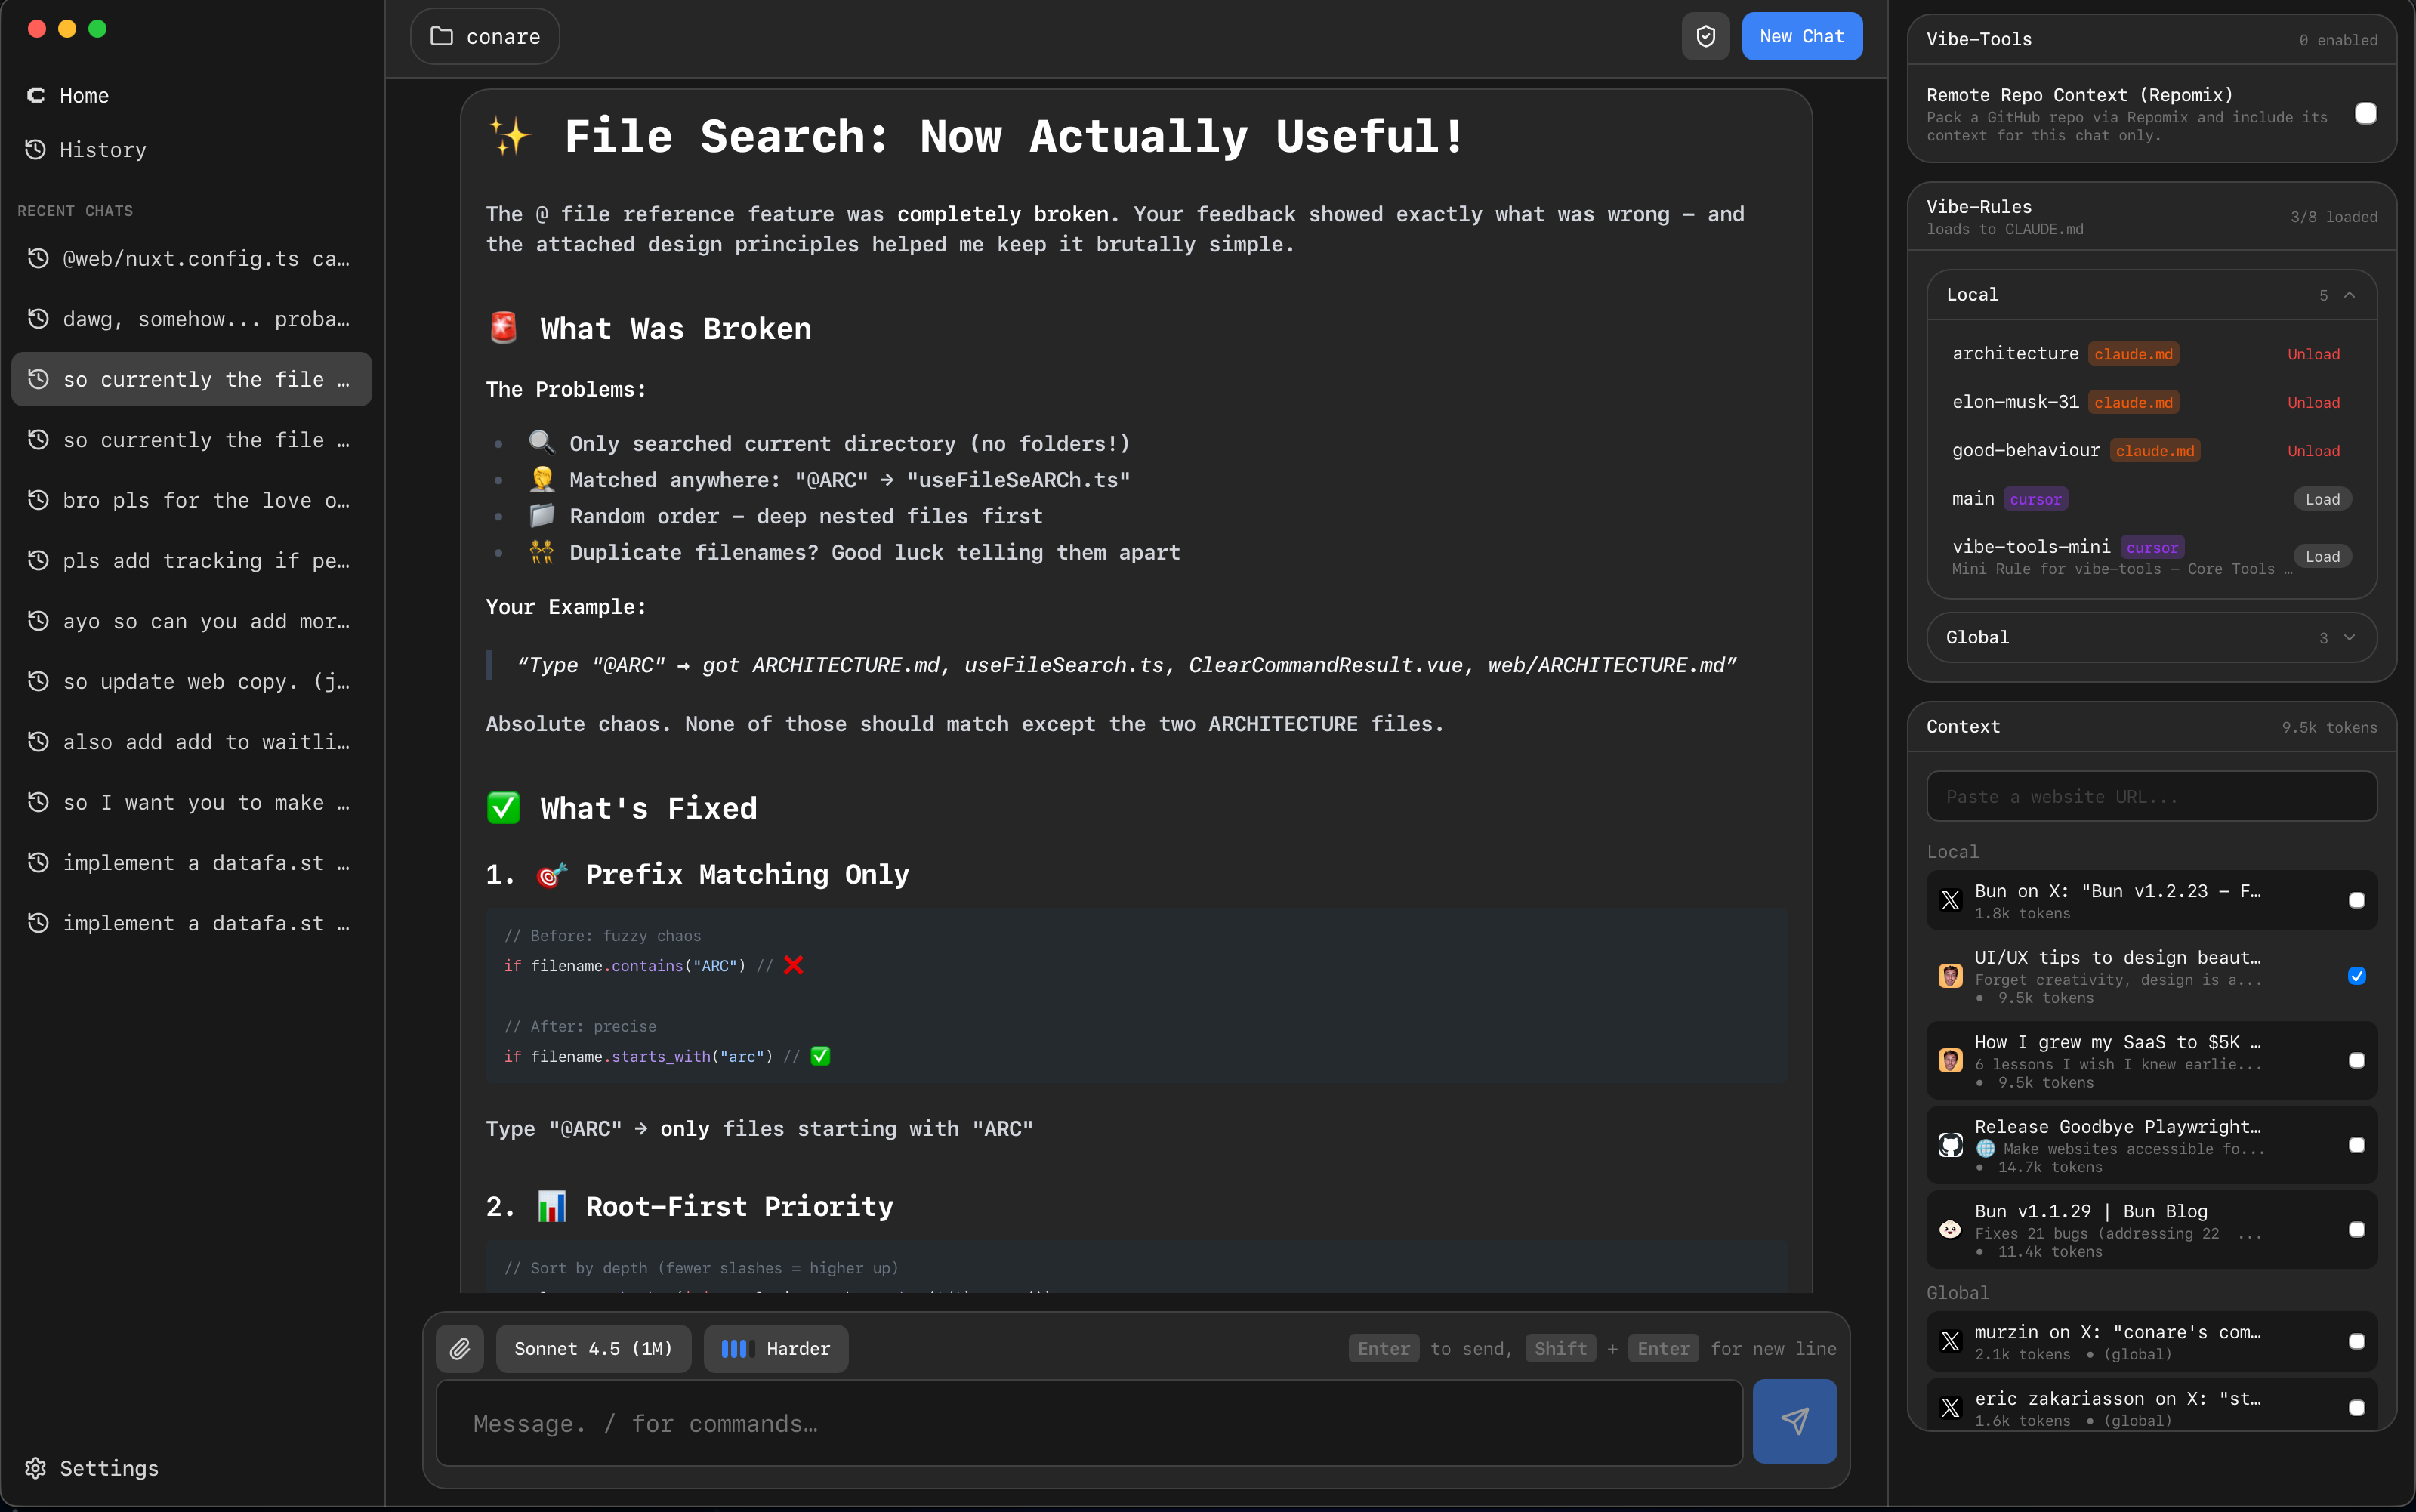 Home
History
RECENT CHATS
@web/nuxt.config.ts ca…
dawg, somehow... proba…
so currently the file …
so currently the file …
bro pls for the love o…
pls add tracking if pe…
ayo so can you add mor…
so update web copy. (j…
also add add to waitli…
so I want you to make …
implement a datafa.st …
implement a datafa.st …
Settings
conare
New Chat
✨ File Search: Now Actually Useful!
The @ file reference feature was completely broken. Your feedback showed exactly what was wrong — and
the attached design principles helped me keep it brutally simple.
🚨 What Was Broken
The Problems:
• 🔍 Only searched current directory (no folders!)
• 🤦 Matched anywhere: "@ARC" → "useFileSeARCh.ts"
• 📁 Random order — deep nested files first
• 👯 Duplicate filenames? Good luck telling them apart
Your Example:
“Type "@ARC" → got ARCHITECTURE.md, useFileSearch.ts, ClearCommandResult.vue, web/ARCHITECTURE.md”
Absolute chaos. None of those should match except the two ARCHITECTURE files.
✅ What's Fixed
1. 🎯 Prefix Matching Only
// Before: fuzzy chaos
if filename.contains("ARC") // ❌
// After: precise
if filename.starts_with("arc") // ✅
Type "@ARC" → only files starting with "ARC"
2. 📊 Root-First Priority
// Sort by depth (fewer slashes = higher up)
Sonnet 4.5 (1M)
Harder
Enter to send, Shift + Enter for new line
Message. / for commands…
Vibe-Tools
0 enabled
Remote Repo Context (Repomix)
Pack a GitHub repo via Repomix and include its
context for this chat only.
Vibe-Rules
3/8 loaded
loads to CLAUDE.md
Local
5
architecture claude.md Unload
elon-musk-31 claude.md Unload
good-behaviour claude.md Unload
main cursor Load
vibe-tools-mini cursor Load
Mini Rule for vibe-tools - Core Tools …
Global
3
Context
9.5k tokens
Paste a website URL...
Local
Bun on X: "Bun v1.2.23 — F…
1.8k tokens
UI/UX tips to design beaut…
Forget creativity, design is a...
• 9.5k tokens
How I grew my SaaS to $5K …
6 lessons I wish I knew earlie...
• 9.5k tokens
Release Goodbye Playwright…
🌐 Make websites accessible fo...
• 14.7k tokens
Bun v1.1.29 | Bun Blog
Fixes 21 bugs (addressing 22 ...
• 11.4k tokens
Global
murzin on X: "conare's com…
2.1k tokens • (global)
eric zakariasson on X: "st…
1.6k tokens • (global)